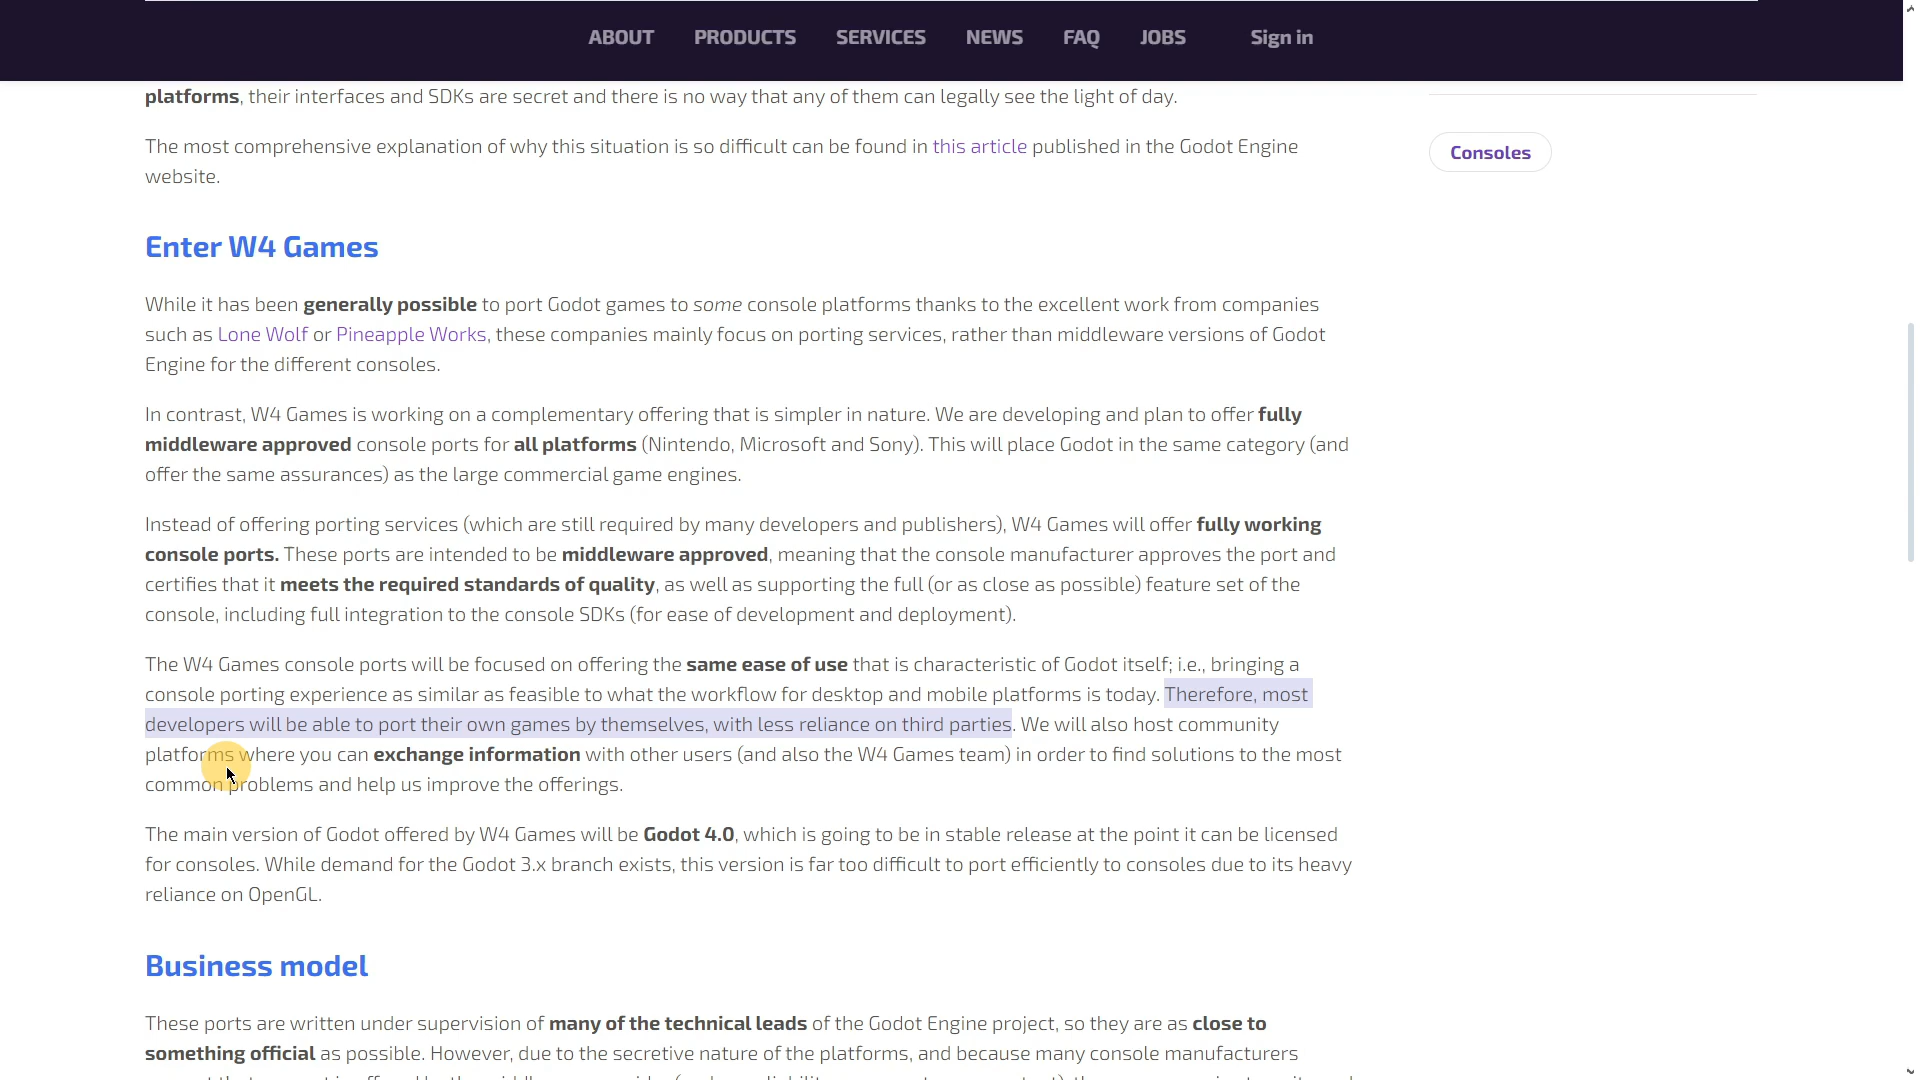 ABOUT PRODUCTS SERVICES NEWS FAQ JOBS Sign in
platforms, their interfaces and SDKs are secret and there is no way that any of them can legally see the light of day.
The most comprehensive explanation of why this situation is so difficult can be found in this article published in the Godot Engine
website.
Consoles
Enter W4 Games
While it has been generally possible to port Godot games to some console platforms thanks to the excellent work from companies
such as Lone Wolf or Pineapple Works, these companies mainly focus on porting services, rather than middleware versions of Godot
Engine for the different consoles.
In contrast, W4 Games is working on a complementary offering that is simpler in nature. We are developing and plan to offer fully
middleware approved console ports for all platforms (Nintendo, Microsoft and Sony). This will place Godot in the same category (and
offer the same assurances) as the large commercial game engines.
Instead of offering porting services (which are still required by many developers and publishers), W4 Games will offer fully working
console ports. These ports are intended to be middleware approved, meaning that the console manufacturer approves the port and
certifies that it meets the required standards of quality, as well as supporting the full (or as close as possible) feature set of the
console, including full integration to the console SDKs (for ease of development and deployment).
The W4 Games console ports will be focused on offering the same ease of use that is characteristic of Godot itself; i.e., bringing a
console porting experience as similar as feasible to what the workflow for desktop and mobile platforms is today. Therefore, most
developers will be able to port their own games by themselves, with less reliance on third parties. We will also host community
platforms where you can exchange information with other users (and also the W4 Games team) in order to find solutions to the most
common problems and help us improve the offerings.
The main version of Godot offered by W4 Games will be Godot 4.0, which is going to be in stable release at the point it can be licensed
for consoles. While demand for the Godot 3.x branch exists, this version is far too difficult to port efficiently to consoles due to its heavy
reliance on OpenGL.
Business model
These ports are written under supervision of many of the technical leads of the Godot Engine project, so they are as close to
something official as possible. However, due to the secretive nature of the platforms, and because many console manufacturers